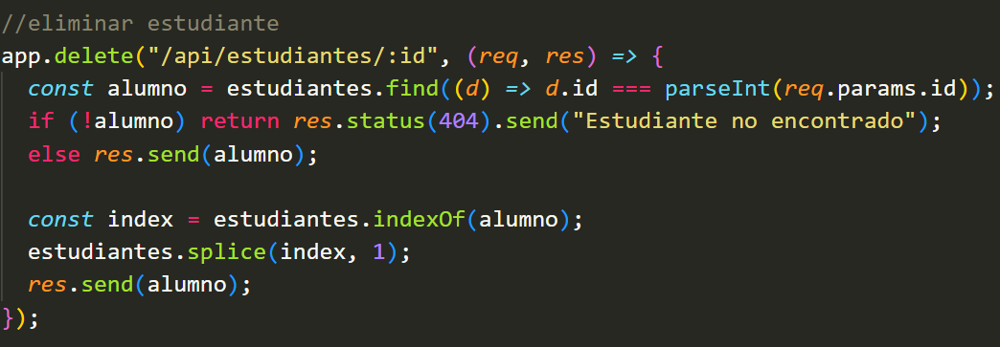 //eliminar estudiante
app.delete("/api/estudiantes/:id", (req, res) => {
  const alumno = estudiantes.find((d) => d.id === parseInt(req.params.id));
  if (!alumno) return res.status(404).send("Estudiante no encontrado");
  else res.send(alumno);

  const index = estudiantes.indexOf(alumno);
  estudiantes.splice(index, 1);
  res.send(alumno);
});